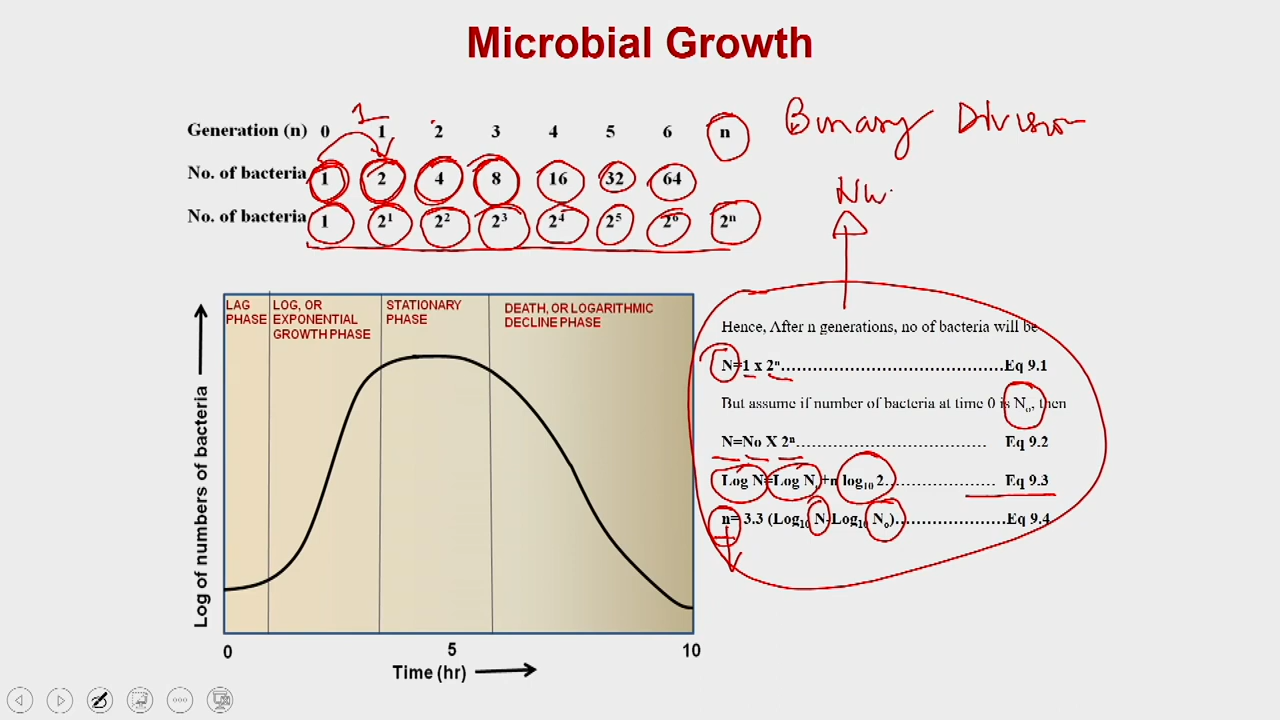 Microbial Growth
Generation (n) 0 1 2 3 4 5 6 n
No. of bacteria 1 2 4 8 16 32 64
No. of bacteria 1 2¹ 2² 2³ 2⁴ 2⁵ 2⁶ 2ⁿ
1
Binary Division
LAG PHASE
LOG, OR EXPONENTIAL GROWTH PHASE
STATIONARY PHASE
DEATH, OR LOGARITHMIC DECLINE PHASE
Log of numbers of bacteria
0 5 10
Time (hr)
Hence, After n generations, no of bacteria will be
N=1 x 2ⁿ..............................................Eq 9.1
But assume if number of bacteria at time 0 is N₀, then
N=No X 2ⁿ....................................... Eq 9.2
Log N=Log N₀+n log₁₀ 2...................... Eq 9.3
n= 3.3 (Log₁₀ N-Log₁₀ N₀).......................Eq 9.4